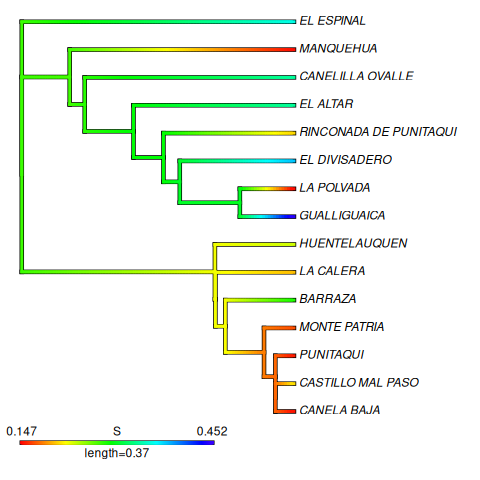 EL ESPINAL
MANQUEHUA
CANELILLA OVALLE
EL ALTAR
RINCONADA DE PUNITAQUI
EL DIVISADERO
LA POLVADA
GUALLIGUAICA
HUENTELAUQUEN
LA CALERA
BARRAZA
MONTE PATRIA
PUNITAQUI
CASTILLO MAL PASO
CANELA BAJA
0.147 S 0.452
length=0.37